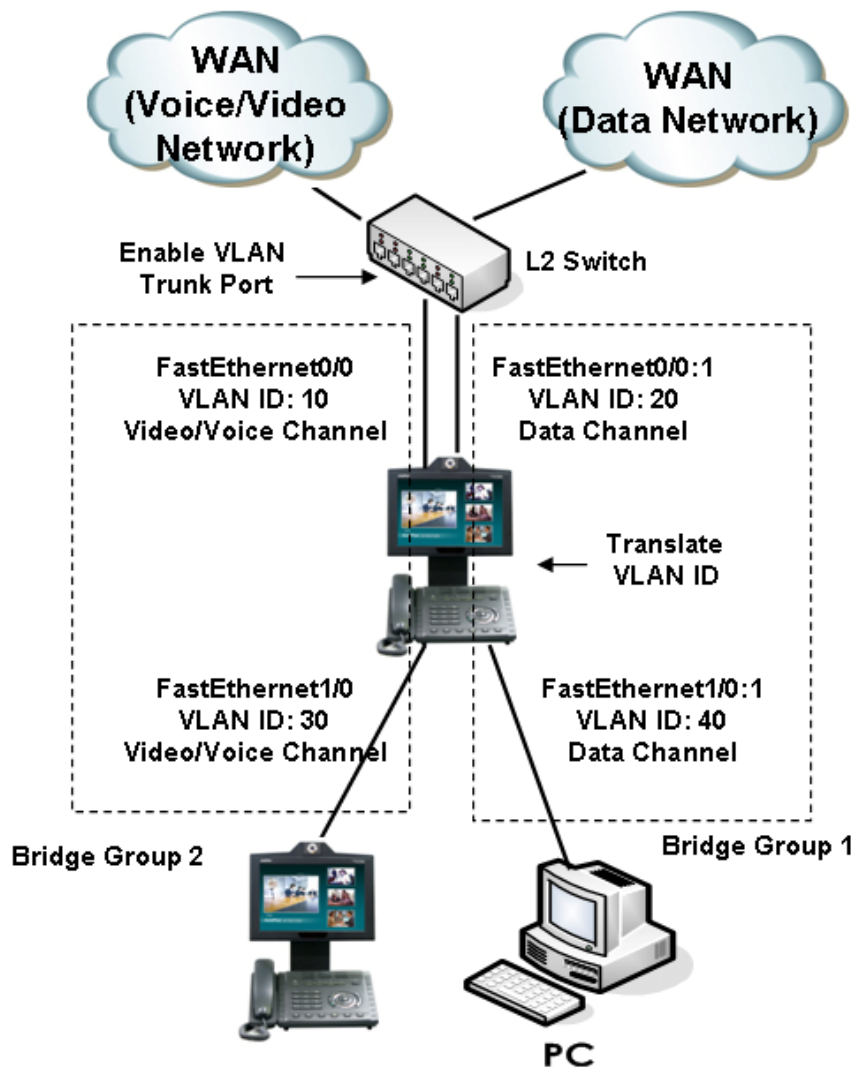 WAN
(Voice/Video
Network)
WAN
(Data Network)
Enable VLAN
Trunk Port
L2 Switch
FastEthernet0/0
VLAN ID: 10
Video/Voice Channel
FastEthernet0/0:1
VLAN ID: 20
Data Channel
Translate
VLAN ID
FastEthernet1/0
VLAN ID: 30
Video/Voice Channel
FastEthernet1/0:1
VLAN ID: 40
Data Channel
Bridge Group 2
Bridge Group 1
PC